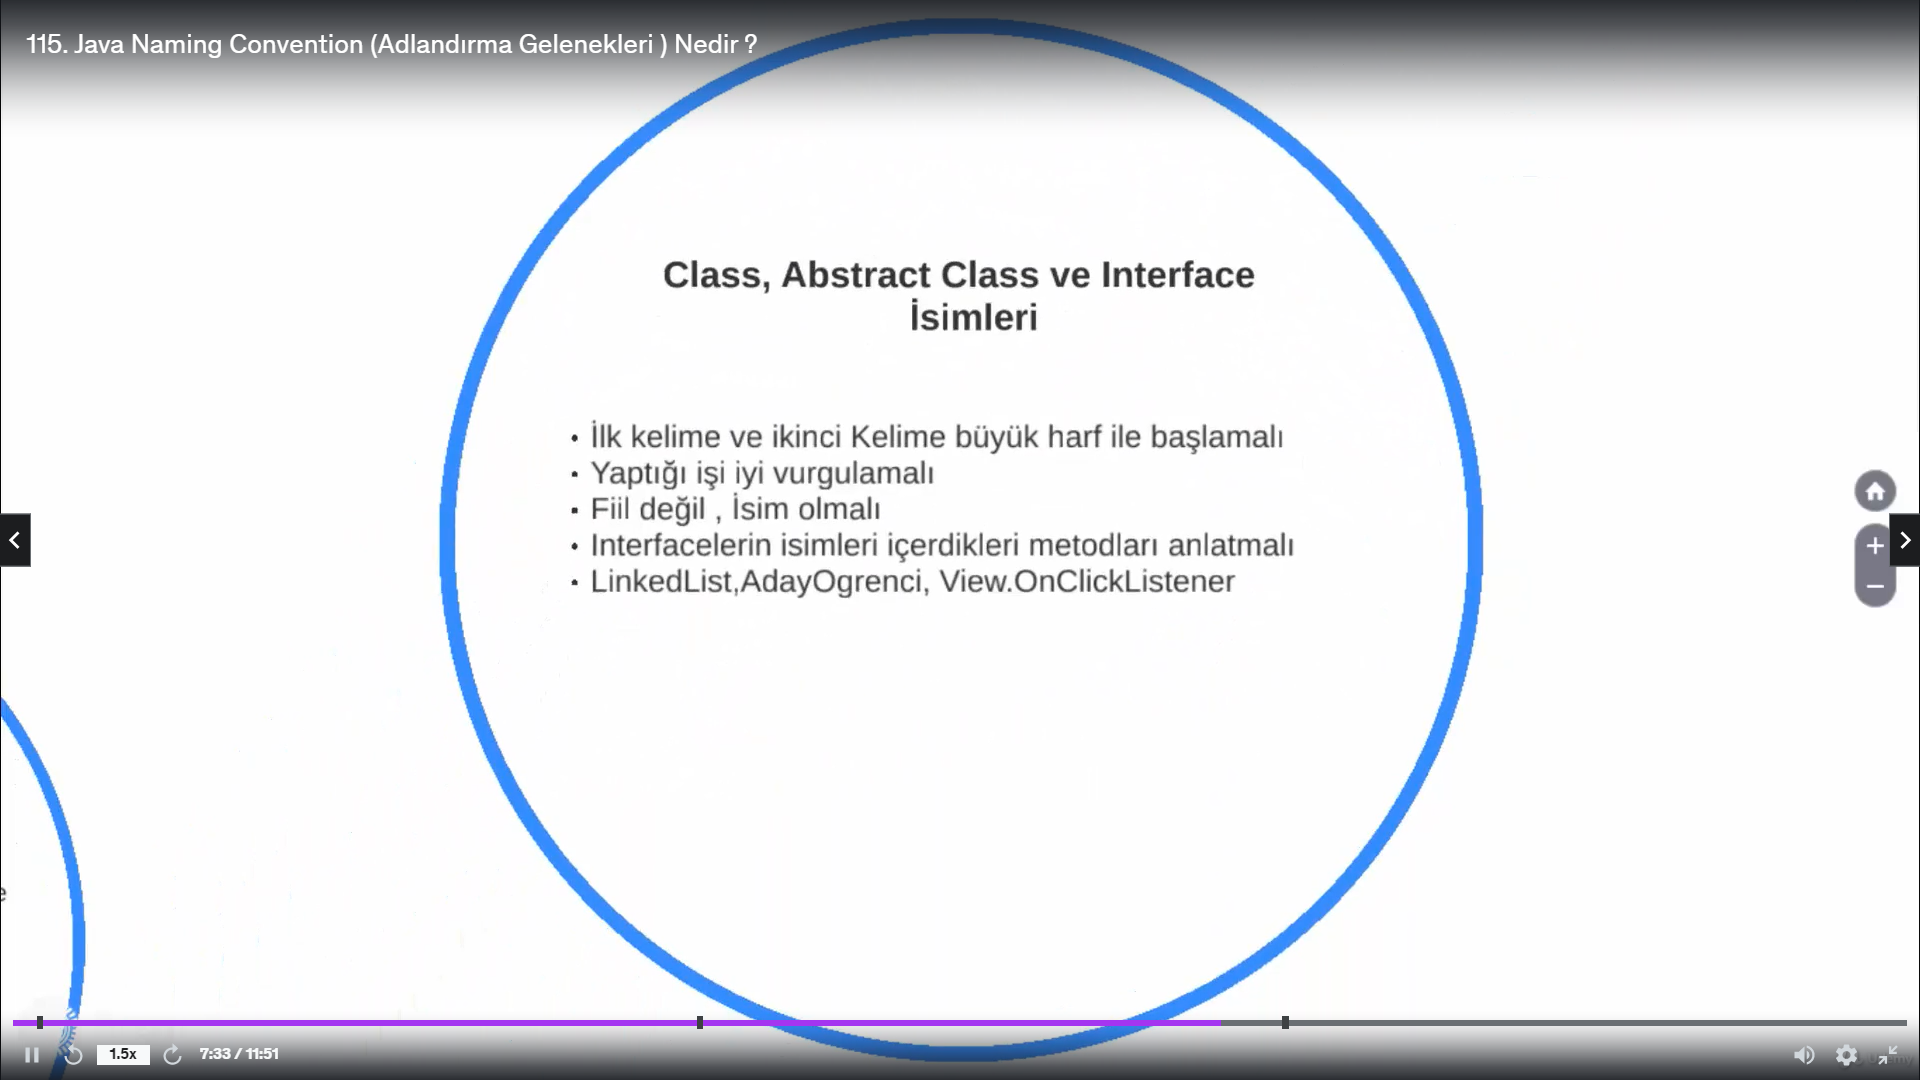 115. Java Naming Convention (Adlandırma Gelenekleri ) Nedir ?
Class, Abstract Class ve Interface
İsimleri
• İlk kelime ve ikinci Kelime büyük harf ile başlamalı
• Yaptığı işi iyi vurgulamalı
• Fiil değil , İsim olmalı
• Interfacelerin isimleri içerdikleri metodları anlatmalı
• LinkedList,AdayOgrenci, View.OnClickListener
1.5x
7:33 / 11:51